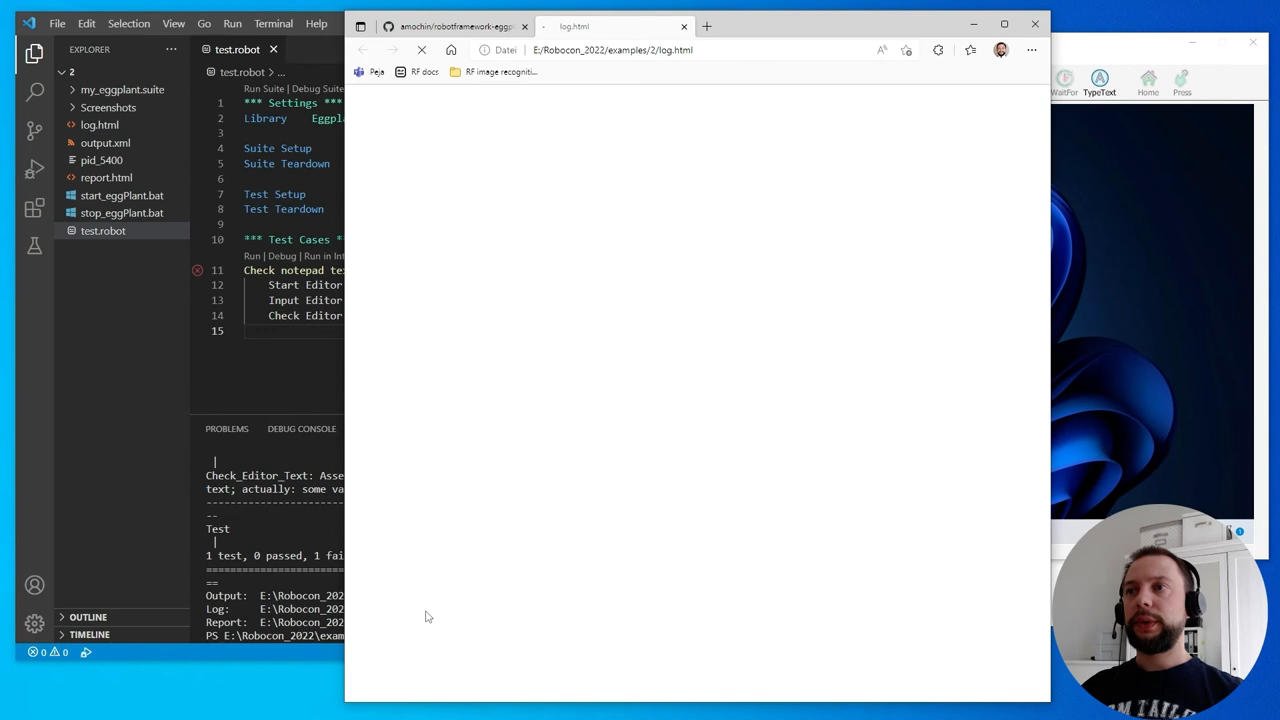 File Edit Selection View Go Run Terminal Help
EXPLORER
2
my_eggplant.suite
Screenshots
log.html
output.xml
pid_5400
report.html
start_eggPlant.bat
stop_eggPlant.bat
test.robot
OUTLINE
TIMELINE
0 0
test.robot
test.robot > ...
Run Suite | Debug Suite
1 *** Settings ***
2 Library Eggpl
3
4 Suite Setup
5 Suite Teardown
6
7 Test Setup
8 Test Teardown
9
10 *** Test Cases *
Run | Debug | Run in Int
11 Check notepad te
12 Start Editor
13 Input Editor
14 Check Editor
15
PROBLEMS DEBUG CONSOLE
|
Check_Editor_Text: Asse
text; actually: some va
--
Test
|
1 test, 0 passed, 1 fai
==
Output: E:\Robocon_202
Log: E:\Robocon_202
Report: E:\Robocon_202
PS E:\Robocon_2022\exam
amochin/robotframework-eggpl
log.html
Datei E:/Robocon_2022/examples/2/log.html
Peja RF docs RF image recogniti...
WaitFor TypeText Home Press
1
OM TAIL